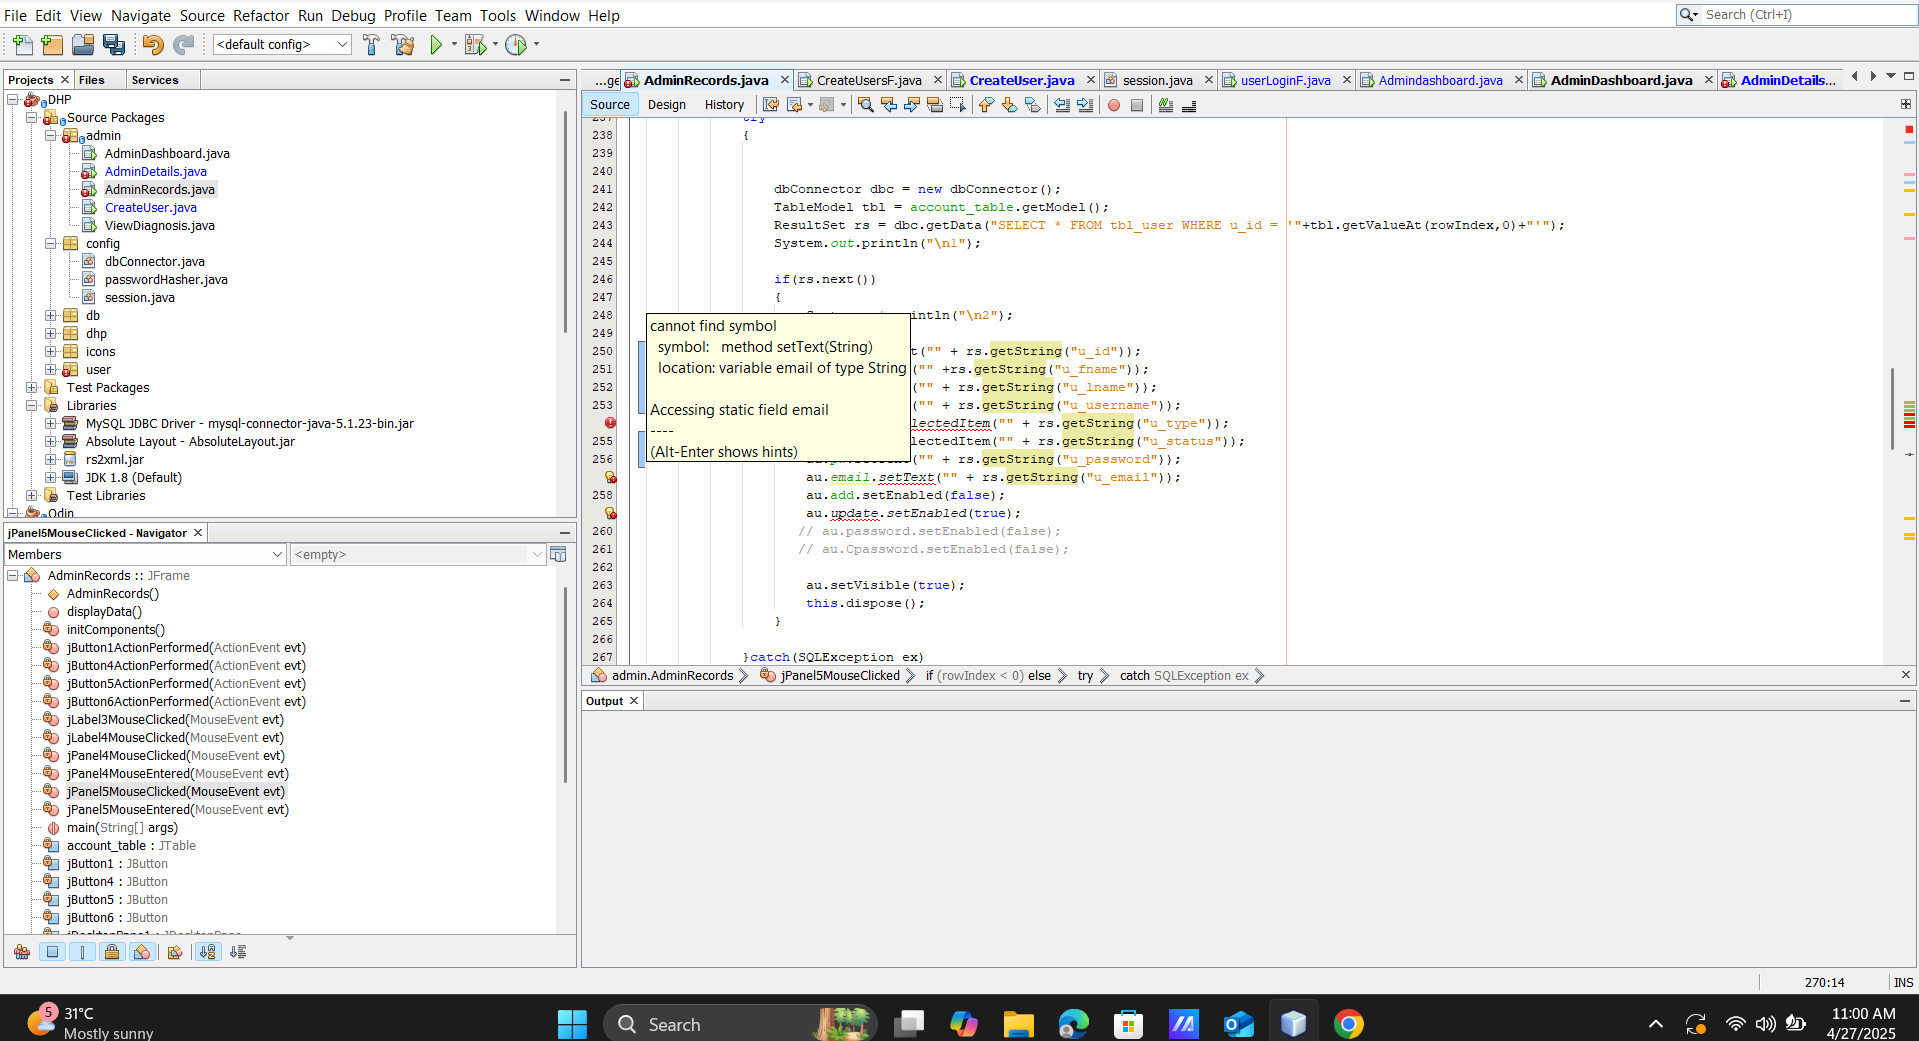 File Edit View Navigate Source Refactor Run Debug Profile Team Tools Window Help
Search (Ctrl+I)
<default config>
Projects
Files
Services
DHP
Source Packages
admin
AdminDashboard.java
AdminDetails.java
AdminRecords.java
CreateUser.java
ViewDiagnosis.java
config
dbConnector.java
passwordHasher.java
session.java
db
dhp
icons
user
Test Packages
Libraries
MySQL JDBC Driver - mysql-connector-java-5.1.23-bin.jar
Absolute Layout - AbsoluteLayout.jar
rs2xml.jar
JDK 1.8 (Default)
Test Libraries
Odin
jPanel5MouseClicked - Navigator
Members
<empty>
AdminRecords :: JFrame
AdminRecords()
displayData()
initComponents()
jButton1ActionPerformed(ActionEvent evt)
jButton4ActionPerformed(ActionEvent evt)
jButton5ActionPerformed(ActionEvent evt)
jButton6ActionPerformed(ActionEvent evt)
jLabel3MouseClicked(MouseEvent evt)
jLabel4MouseClicked(MouseEvent evt)
jPanel4MouseClicked(MouseEvent evt)
jPanel4MouseEntered(MouseEvent evt)
jPanel5MouseClicked(MouseEvent evt)
jPanel5MouseEntered(MouseEvent evt)
main(String[] args)
account_table : JTable
jButton1 : JButton
jButton4 : JButton
jButton5 : JButton
jButton6 : JButton
jDesktopPane1 : JDesktopPane
...ge AdminRecords.java CreateUsersF.java CreateUser.java session.java userLoginF.java Admindashboard.java AdminDashboard.java AdminDetails...
Source Design History
237 try
238 {
239
240
241 dbConnector dbc = new dbConnector();
242 TableModel tbl = account_table.getModel();
243 ResultSet rs = dbc.getData("SELECT * FROM tbl_user WHERE u_id = '"+tbl.getValueAt(rowIndex,0)+"'");
244 System.out.println("\n1");
245
246 if(rs.next())
247 {
248 intln("\n2");
249
250 t("" + rs.getString("u_id"));
251 ("" +rs.getString("u_fname"));
252 ("" + rs.getString("u_lname"));
253 ("" + rs.getString("u_username"));
lectedItem("" + rs.getString("u_type"));
255 lectedItem("" + rs.getString("u_status"));
256 ("" + rs.getString("u_password"));
au.email.setText("" + rs.getString("u_email"));
258 au.add.setEnabled(false);
au.update.setEnabled(true);
260 // au.password.setEnabled(false);
261 // au.Cpassword.setEnabled(false);
262
263 au.setVisible(true);
264 this.dispose();
265 }
266
267 }catch(SQLException ex)
cannot find symbol
symbol: method setText(String)
location: variable email of type String
Accessing static field email
----
(Alt-Enter shows hints)
admin.AdminRecords jPanel5MouseClicked if (rowIndex < 0) else try catch SQLException ex
Output
270:14 INS
5
31°C
Mostly sunny
Search
11:00 AM
4/27/2025